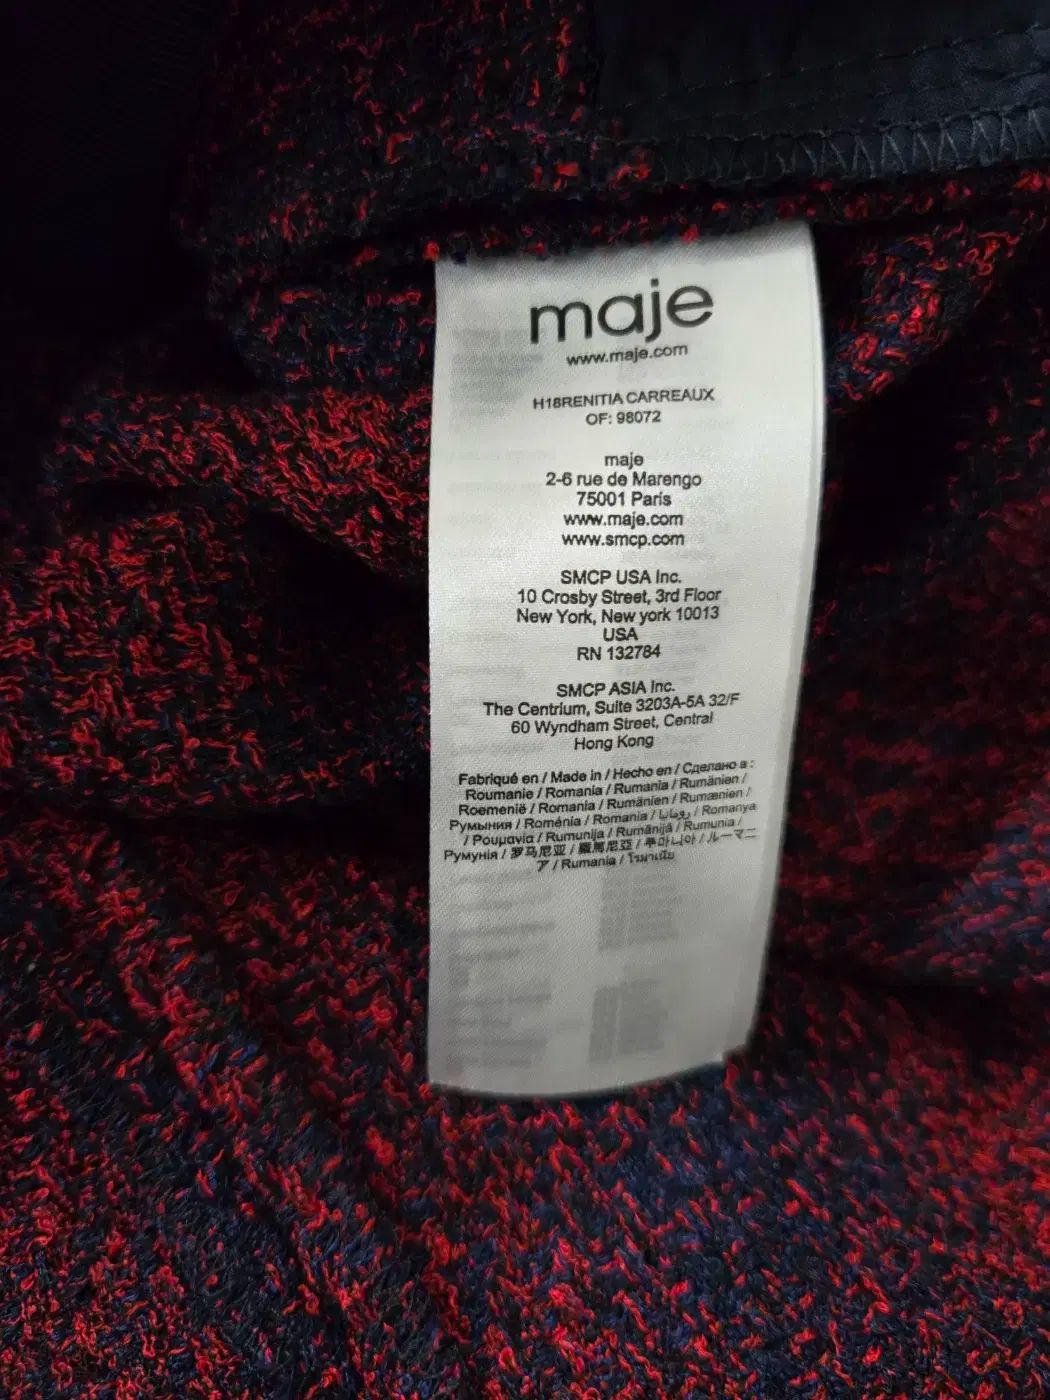 maje
www.maje.com
H18RENITIA CARREAUX
OF: 98072
maje
2-6 rue de Marengo
75001 Paris
www.maje.com
www.smcp.com
SMCP USA Inc.
10 Crosby Street, 3rd Floor
New York, New york 10013
USA
RN 132784
SMCP ASIA Inc.
The Centrium, Suite 3203A-5A 32/F
60 Wyndham Street, Central
Hong Kong
Fabriqué en / Made in / Hecho en / Сделано в :
Roumanie / Romania / Rumania / Rumänien /
Roemenië / Romania / Rumänien / Rumænien /
Румыния / Roménia / Romania / رومانيا / Romanya
/ Ρουμανία / Rumunija / Rumānijā / Rumunia /
Румунія / 罗马尼亚 / 羅馬尼亞 / 루마니아 / ルーマニ
ア / Rumania / โรมาเนีย